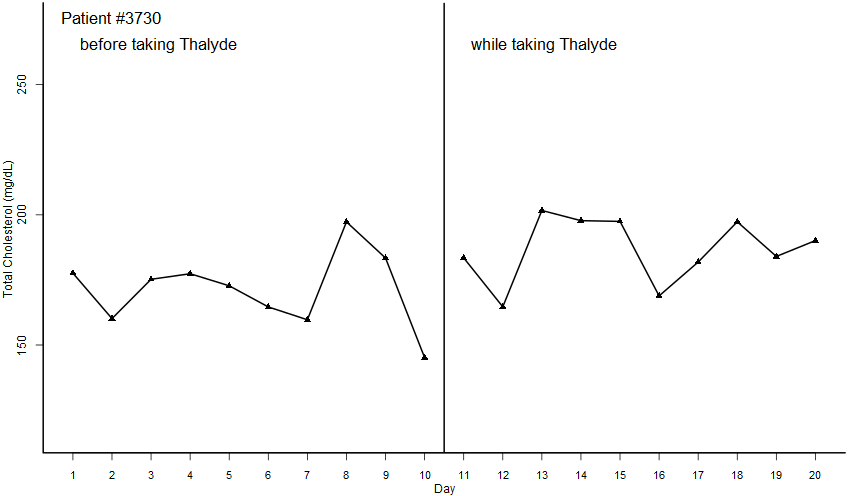 Patient #3730
before taking Thalyde
while taking Thalyde
Total Cholesterol (mg/dL)
250
200
150
1 2 3 4 5 6 7 8 9 10 11 12 13 14 15 16 17 18 19 20
Day